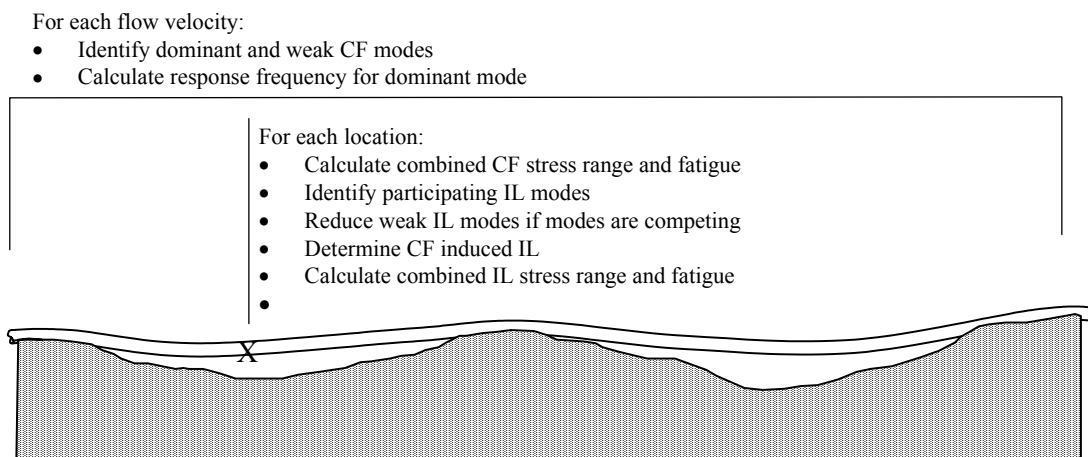 For each flow velocity:
• Identify dominant and weak CF modes
• Calculate response frequency for dominant mode
For each location:
• Calculate combined CF stress range and fatigue
• Identify participating IL modes
• Reduce weak IL modes if modes are competing
• Determine CF induced IL
• Calculate combined IL stress range and fatigue
•
X